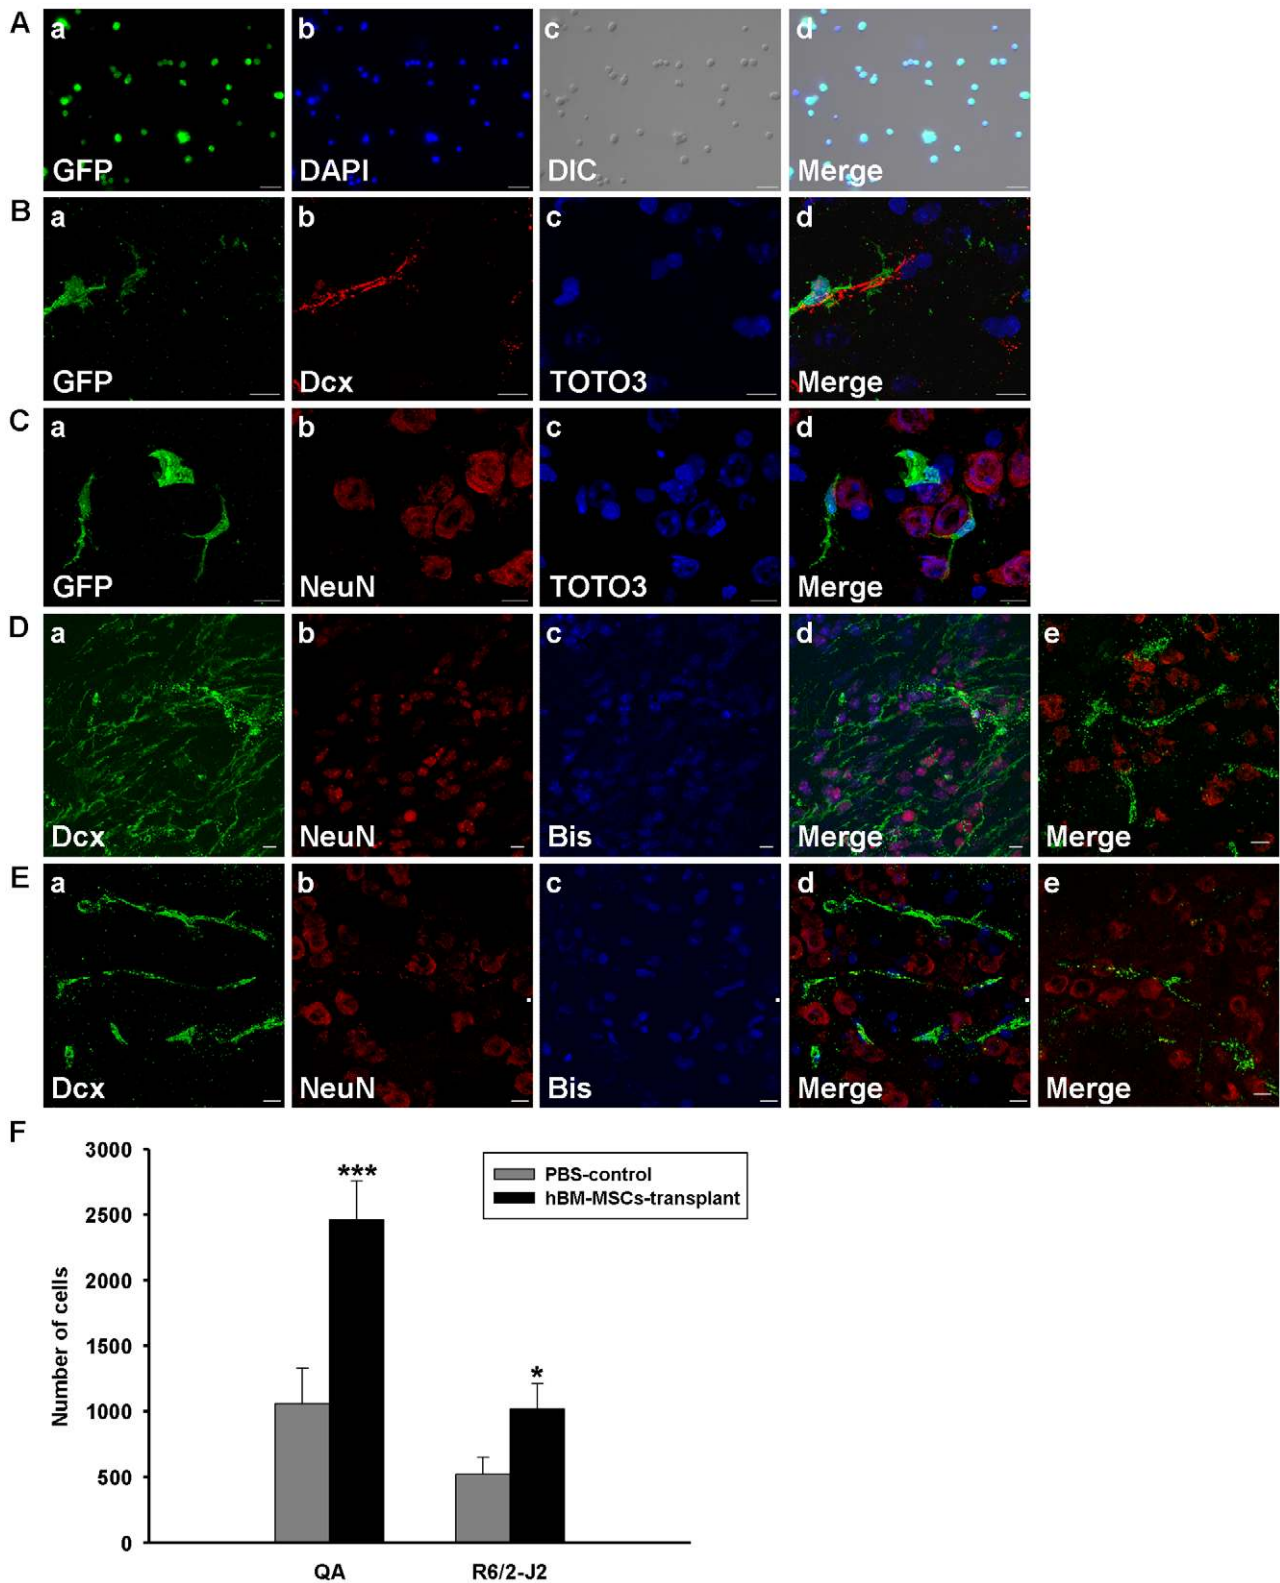 A
a
b
c
d
GFP
DAPI
DIC
Merge
B
a
b
c
d
GFP
Dcx
TOTO3
Merge
C
a
b
c
d
GFP
NeuN
TOTO3
Merge
D
a
b
c
d
e
Dcx
NeuN
Bis
Merge
Merge
E
a
b
c
d
e
Dcx
NeuN
Bis
Merge
Merge
F
3000
2500
2000
1500
1000
500
0
Number of cells
***
*
PBS-control
hBM-MSCs-transplant
QA
R6/2-J2